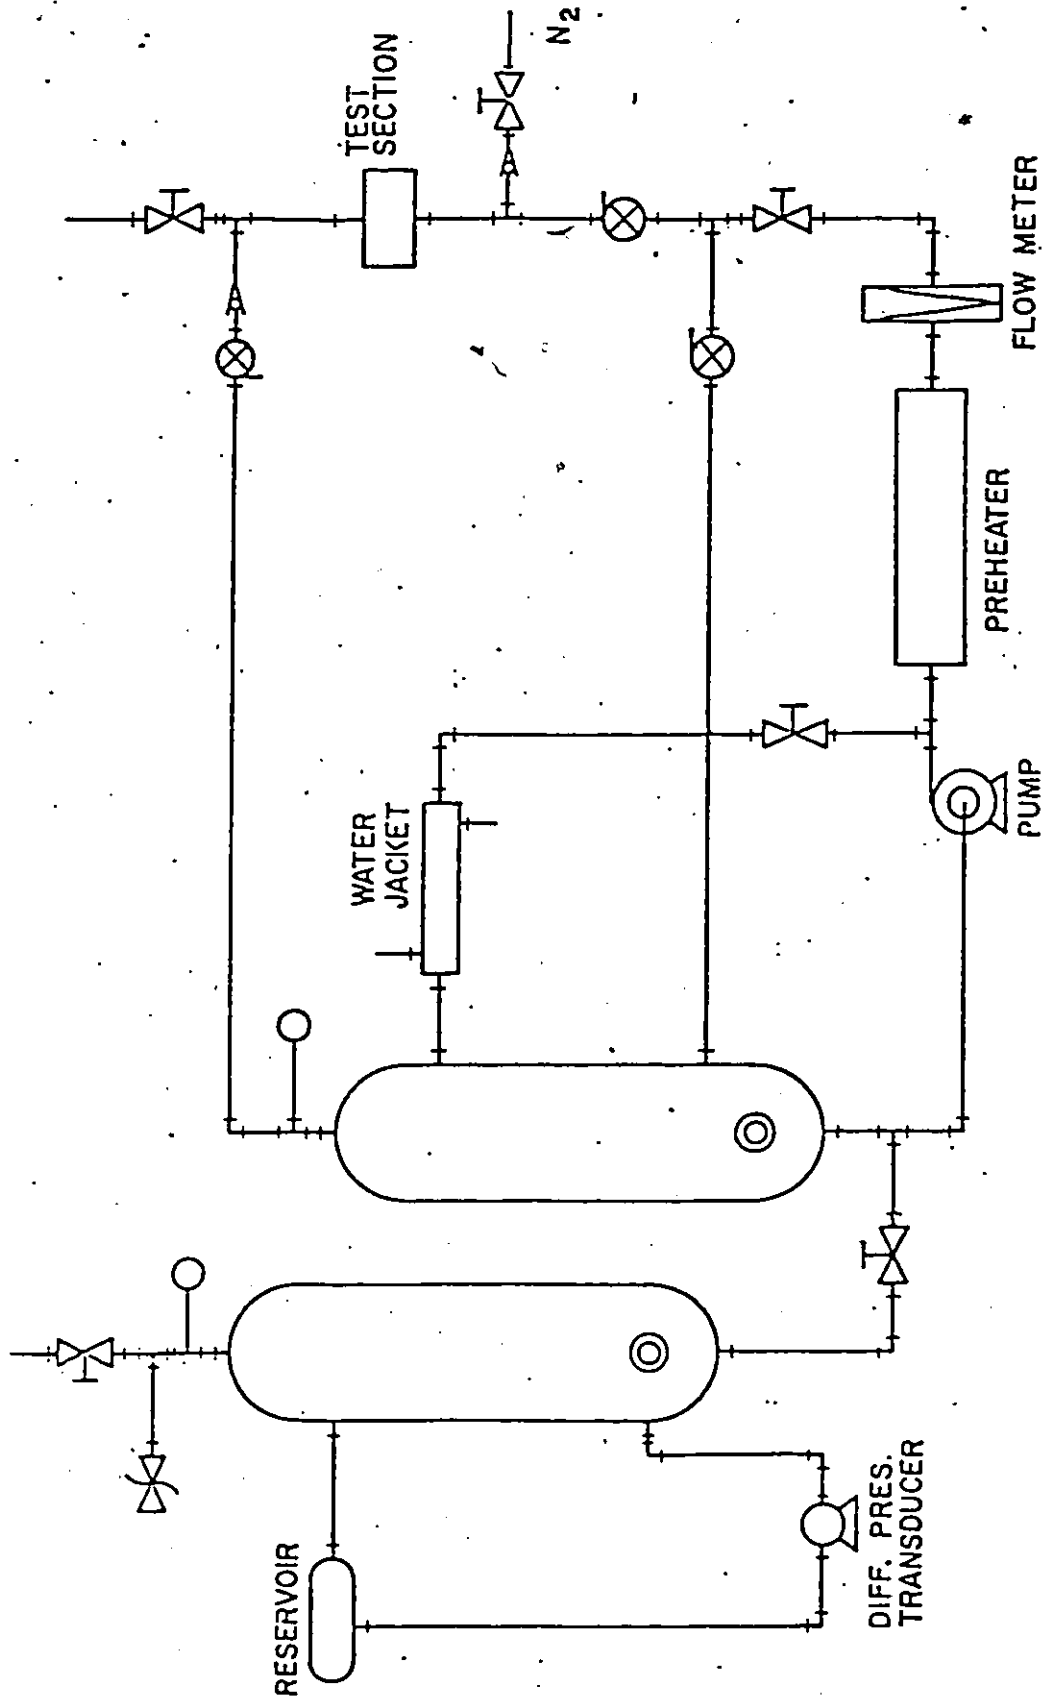 RESERVOIR
DIFF. PRES.
TRANSDUCER
WATER
JACKET
PUMP
PREHEATER
FLOW METER
TEST
SECTION
N2